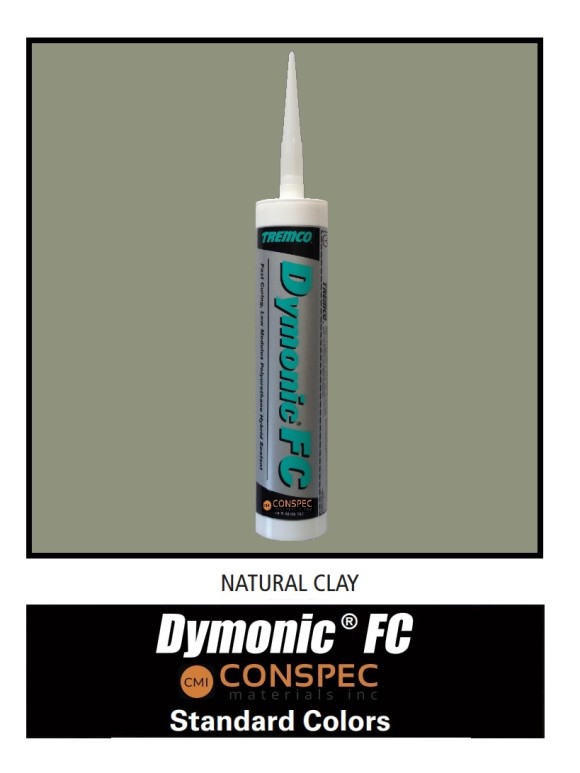 TREMCO
Dymonic® FC
Fast Curing, Low Modulus Polyurethane Hybrid Sealant
TREMCO
CONSPEC
NATURAL CLAY
Dymonic® FC
CMI CONSPEC
materials inc
Standard Colors